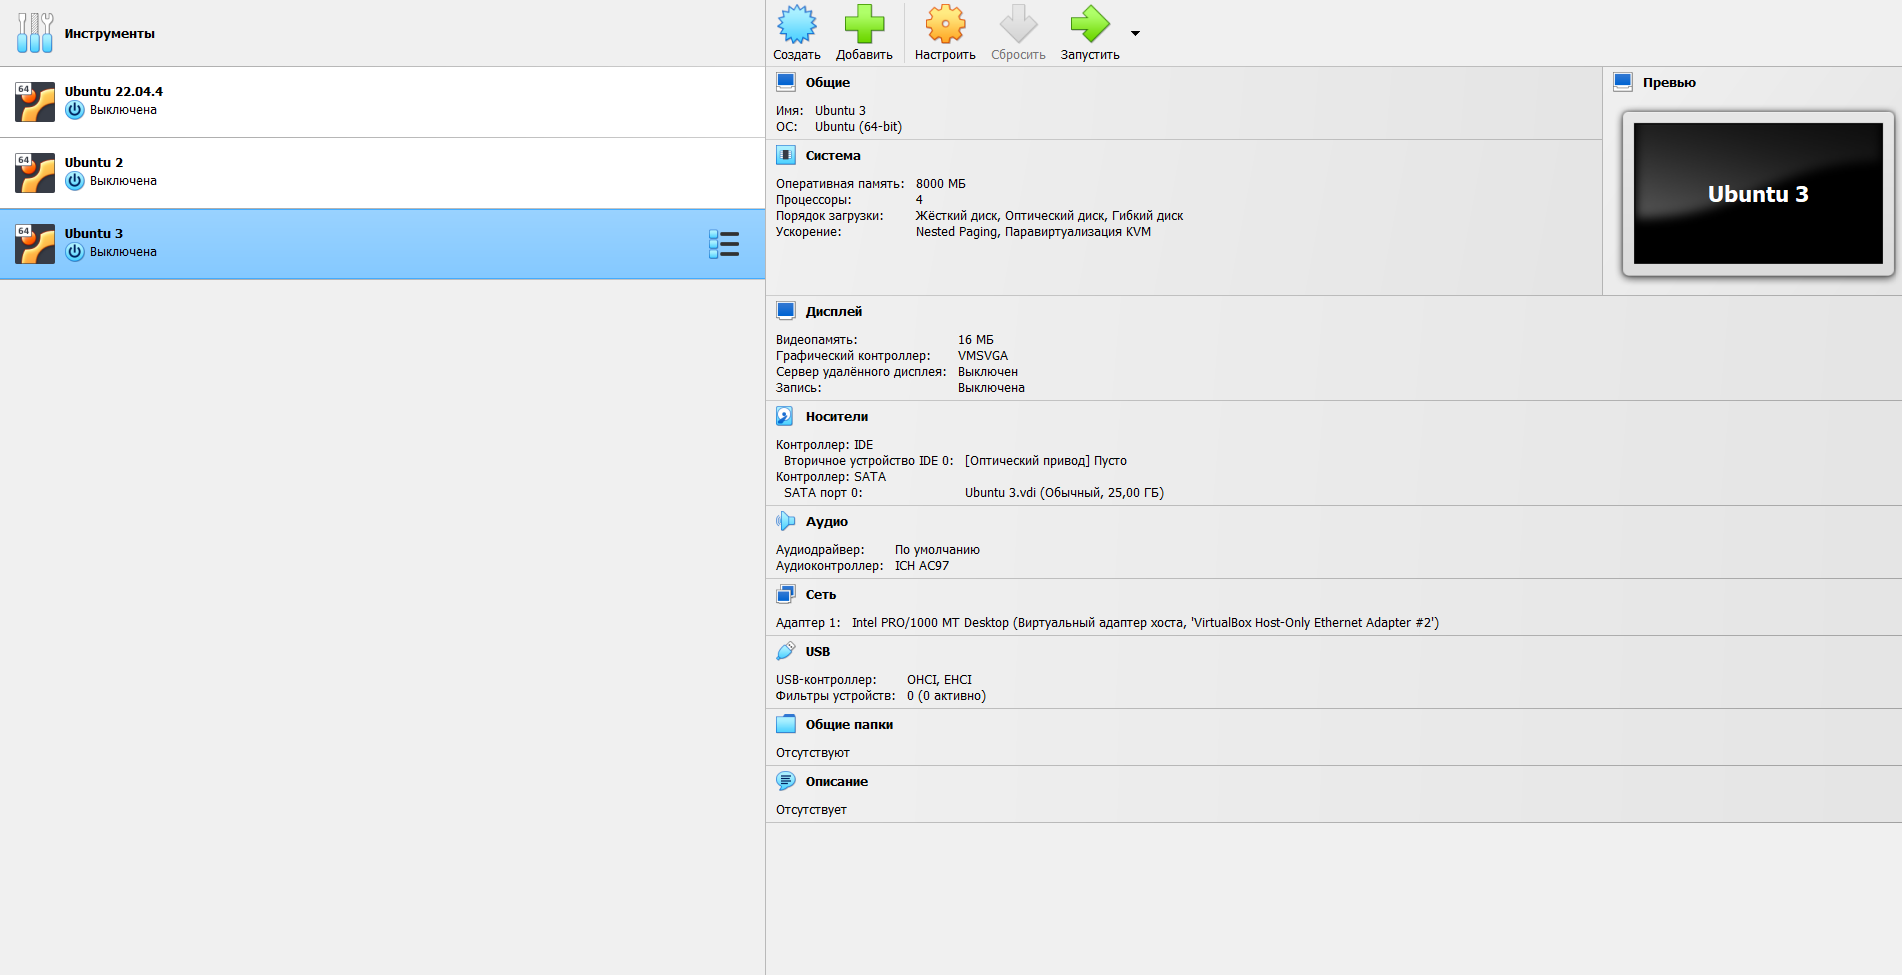 Инструменты
64
Ubuntu 22.04.4
Выключена
64
Ubuntu 2
Выключена
64
Ubuntu 3
Выключена
Создать Добавить Настроить Сбросить Запустить
Общие
Имя: Ubuntu 3
ОС: Ubuntu (64-bit)
Превью
Ubuntu 3
Система
Оперативная память: 8000 МБ
Процессоры: 4
Порядок загрузки: Жёсткий диск, Оптический диск, Гибкий диск
Ускорение: Nested Paging, Паравиртуализация KVM
Дисплей
Видеопамять: 16 МБ
Графический контроллер: VMSVGA
Сервер удалённого дисплея: Выключен
Запись: Выключена
Носители
Контроллер: IDE
Вторичное устройство IDE 0: [Оптический привод] Пусто
Контроллер: SATA
SATA порт 0: Ubuntu 3.vdi (Обычный, 25,00 ГБ)
Аудио
Аудиодрайвер: По умолчанию
Аудиоконтроллер: ICH AC97
Сеть
Адаптер 1: Intel PRO/1000 MT Desktop (Виртуальный адаптер хоста, 'VirtualBox Host-Only Ethernet Adapter #2')
USB
USB-контроллер: OHCI, EHCI
Фильтры устройств: 0 (0 активно)
Общие папки
Отсутствуют
Описание
Отсутствует